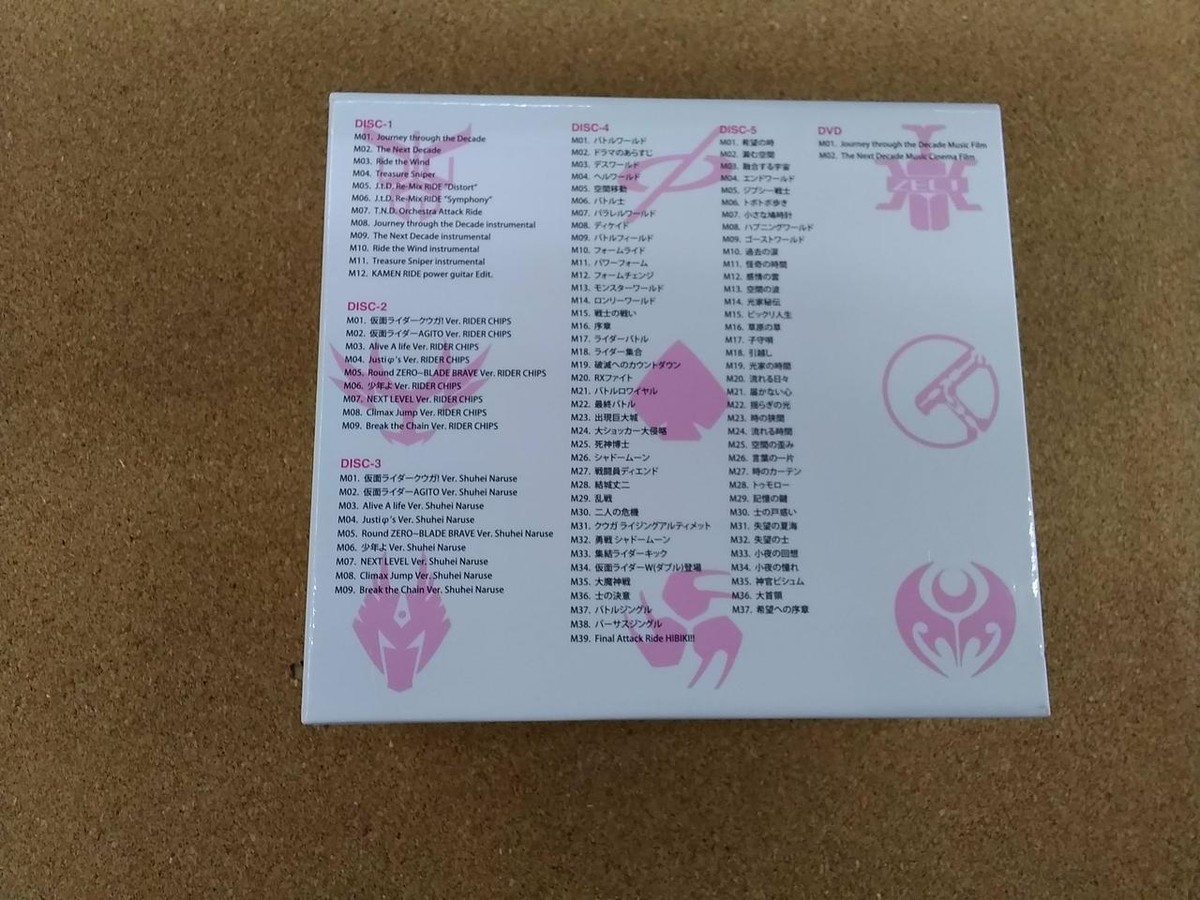 DISC-1
M01. Journey through the Decade
M02. The Next Decade
M03. Ride the Wind
M04. Treasure Sniper
M05. J.t.D. Re-Mix RIDE "Distort"
M06. J.t.D. Re-Mix RIDE "Symphony"
M07. T.N.D. Orchestra Attack Ride
M08. Journey through the Decade instrumental
M09. The Next Decade instrumental
M10. Ride the Wind instrumental
M11. Treasure Sniper instrumental
M12. KAMEN RIDE power guitar Edit.
DISC-2
M01. 仮面ライダークウガ! Ver. RIDER CHIPS
M02. 仮面ライダーAGITO Ver. RIDER CHIPS
M03. Alive A life Ver. RIDER CHIPS
M04. Justiφ's Ver. RIDER CHIPS
M05. Round ZERO~BLADE BRAVE Ver. RIDER CHIPS
M06. 少年よ Ver. RIDER CHIPS
M07. NEXT LEVEL Ver. RIDER CHIPS
M08. Climax Jump Ver. RIDER CHIPS
M09. Break the Chain Ver. RIDER CHIPS
DISC-3
M01. 仮面ライダークウガ! Ver. Shuhei Naruse
M02. 仮面ライダーAGITO Ver. Shuhei Naruse
M03. Alive A life Ver. Shuhei Naruse
M04. Justiφ's Ver. Shuhei Naruse
M05. Round ZERO~BLADE BRAVE Ver. Shuhei Naruse
M06. 少年よ Ver. Shuhei Naruse
M07. NEXT LEVEL Ver. Shuhei Naruse
M08. Climax Jump Ver. Shuhei Naruse
M09. Break the Chain Ver. Shuhei Naruse
DISC-4
M01. バトルワールド
M02. ドラマのあらすじ
M03. デスワールド
M04. ヘルワールド
M05. 空間移動
M06. バトル士
M07. パラレルワールド
M08. ディケイド
M09. バトルフィールド
M10. フォームライド
M11. パワーフォーム
M12. フォームチェンジ
M13. モンスターワールド
M14. ロンリーワールド
M15. 戦士の戦い
M16. 序章
M17. ライダーバトル
M18. ライダー集合
M19. 破滅へのカウントダウン
M20. RXファイト
M21. バトルロワイヤル
M22. 最終バトル
M23. 出現巨大城
M24. 大ショッカー大侵略
M25. 死神博士
M26. シャドームーン
M27. 戦闘員ディエンド
M28. 結城丈二
M29. 乱戦
M30. 二人の危機
M31. クウガ ライジングアルティメット
M32. 勇戦 シャドームーン
M33. 集結ライダーキック
M34. 仮面ライダーW(ダブル)登場
M35. 大魔神戦
M36. 士の決意
M37. バトルジングル
M38. バーサスジングル
M39. Final Attack Ride HIBIKI!!
DISC-5
M01. 希望の時
M02. 澱む空間
M03. 融合する宇宙
M04. エンドワールド
M05. ジプシー戦士
M06. トボトボ歩き
M07. 小さな鳩時計
M08. ハプニングワールド
M09. ゴーストワールド
M10. 過去の涙
M11. 怪奇の時間
M12. 感情の雲
M13. 空間の波
M14. 光家秘伝
M15. ビックリ人生
M16. 草原の草
M17. 子守唄
M18. 引越し
M19. 光家の時間
M20. 流れる日々
M21. 届かない心
M22. 揺らぎの光
M23. 時の狭間
M24. 流れる時間
M25. 空間の歪み
M26. 言葉の一片
M27. 時のカーテン
M28. トゥモロー
M29. 記憶の鍵
M30. 士の戸惑い
M31. 失望の夏海
M32. 失望の士
M33. 小夜の回想
M34. 小夜の憧れ
M35. 神官ビシュム
M36. 大首領
M37. 希望への序章
DVD
M01. Journey through the Decade Music Film
M02. The Next Decade Music Cinema Film
ZECT